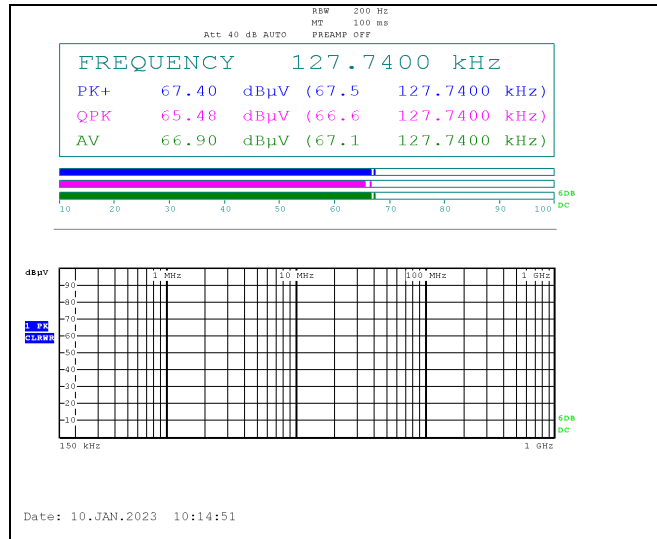 RBW 200 Hz
MT 100 ms
Att 40 dB AUTO PREAMP OFF
FREQUENCY 127.7400 kHz
PK+ 67.40 dBµV (67.5 127.7400 kHz)
QPK 65.48 dBµV (66.6 127.7400 kHz)
AV 66.90 dBµV (67.1 127.7400 kHz)
6DB
10 20 30 40 50 60 70 80 90 100
DC
dBµV
1 MHz 10 MHz 100 MHz 1 GHz
90
80
70
1 PK
60
CLRWR
50
40
30
20
10
6DB
DC
150 kHz 1 GHz
Date: 10.JAN.2023 10:14:51